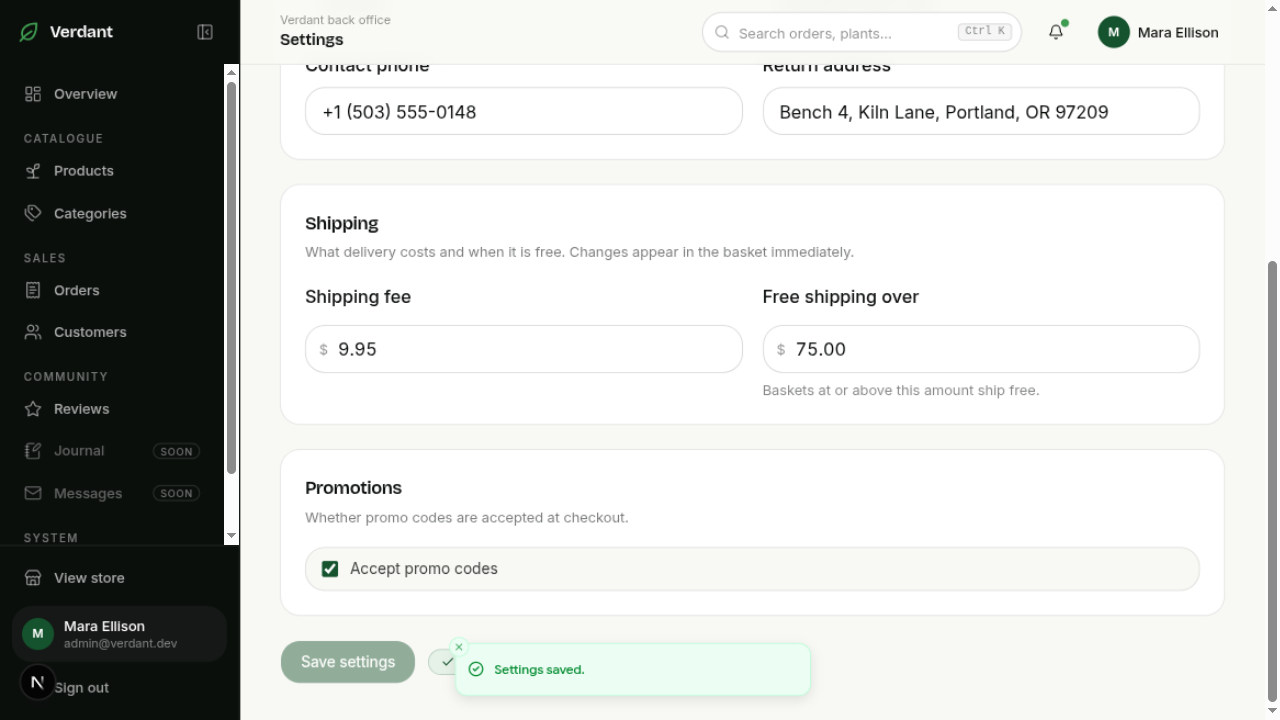 Verdant
Overview
CATALOGUE
Products
Categories
SALES
Orders
Customers
COMMUNITY
Reviews
Journal SOON
Messages SOON
SYSTEM
View store
M Mara Ellison
admin@verdant.dev
N Sign out
Verdant back office
Settings
Search orders, plants... Ctrl K
M Mara Ellison
Contact phone
+1 (503) 555-0148
Return address
Bench 4, Kiln Lane, Portland, OR 97209
Shipping
What delivery costs and when it is free. Changes appear in the basket immediately.
Shipping fee
$ 9.95
Free shipping over
$ 75.00
Baskets at or above this amount ship free.
Promotions
Whether promo codes are accepted at checkout.
Accept promo codes
Save settings
Settings saved.